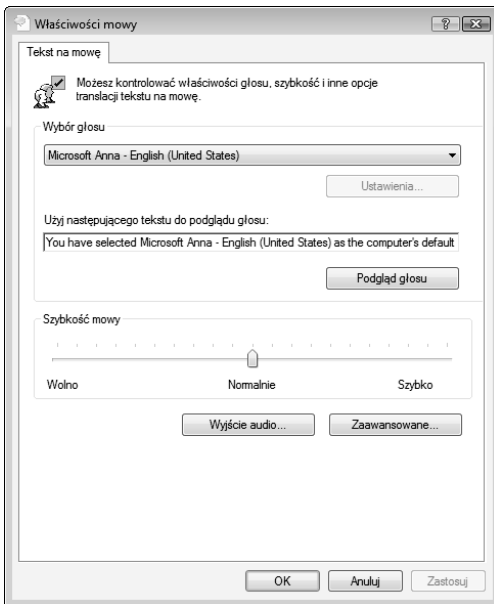 Właściwości mowy
Tekst na mowę
Możesz kontrolować właściwości głosu, szybkość i inne opcje
translacji tekstu na mowę.
Wybór głosu
Microsoft Anna - English (United States)
Ustawienia...
Użyj następującego tekstu do podglądu głosu:
You have selected Microsoft Anna - English (United States) as the computer's default
Podgląd głosu
Szybkość mowy
Wolno Normalnie Szybko
Wyjście audio... Zaawansowane...
OK Anuluj Zastosuj